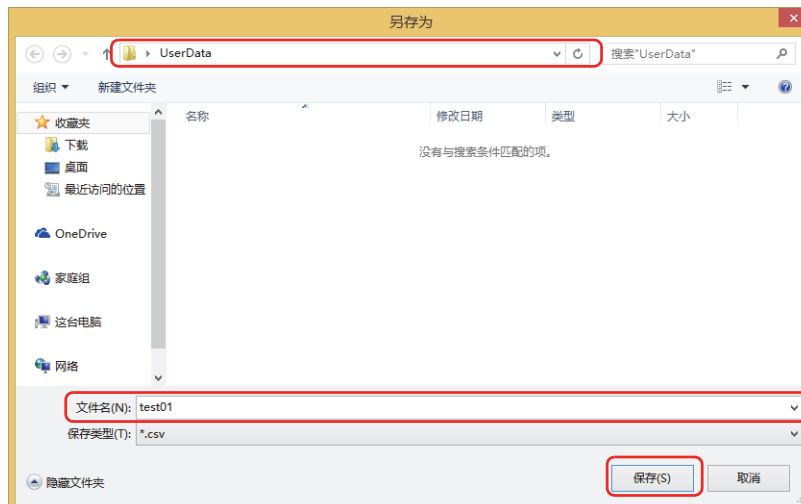 另存为
UserData
搜索"UserData"
组织
新建文件夹
名称
修改日期
类型
大小
没有与搜索条件匹配的项。
收藏夹
下载
桌面
最近访问的位置
OneDrive
家庭组
这台电脑
网络
文件名(N): test01
保存类型(T): *.csv
隐藏文件夹
保存(S)
取消